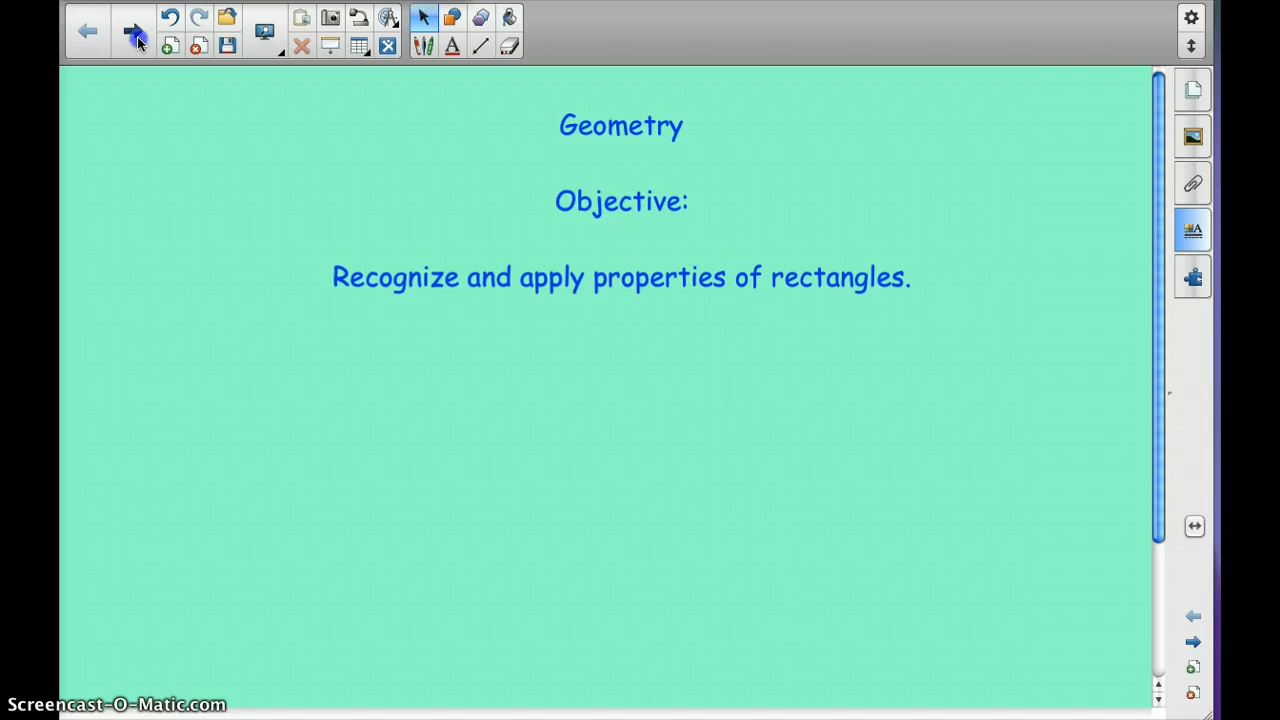 Geometry
Objective:
Recognize and apply properties of rectangles.
Screencast-O-Matic.com